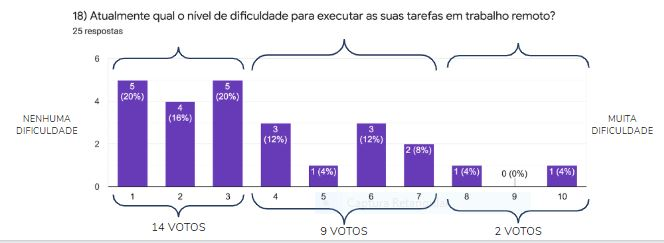 18) Atualmente qual o nível de dificuldade para executar as suas tarefas em trabalho remoto?
25 respostas
6
4
2
0
NENHUMA
DIFICULDADE
5
(20%)
4
(16%)
5
(20%)
3
(12%)
1 (4%)
3
(12%)
2 (8%)
1 (4%)
0 (0%)
1 (4%)
MUITA
DIFICULDADE
1 2 3 4 5 6 7 8 9 10
Captura Retangular
14 VOTOS
9 VOTOS
2 VOTOS